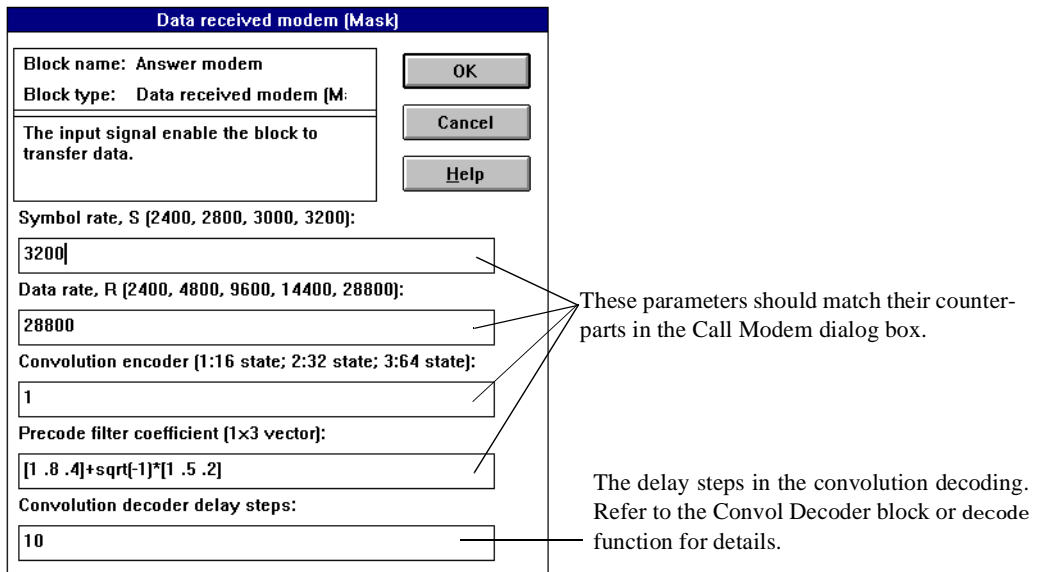 Data received modem (Mask)
Block name: Answer modem
Block type: Data received modem (M
The input signal enable the block to
transfer data.
OK
Cancel
Help
Symbol rate, S (2400, 2800, 3000, 3200):
3200
Data rate, R (2400, 4800, 9600, 14400, 28800):
28800
Convolution encoder (1:16 state; 2:32 state; 3:64 state):
1
Precode filter coefficient (1×3 vector):
[1 .8 .4]+sqrt(-1)*[1 .5 .2]
Convolution decoder delay steps:
10
These parameters should match their counter-
parts in the Call Modem dialog box.
The delay steps in the convolution decoding.
Refer to the Convol Decoder block or decode
function for details.